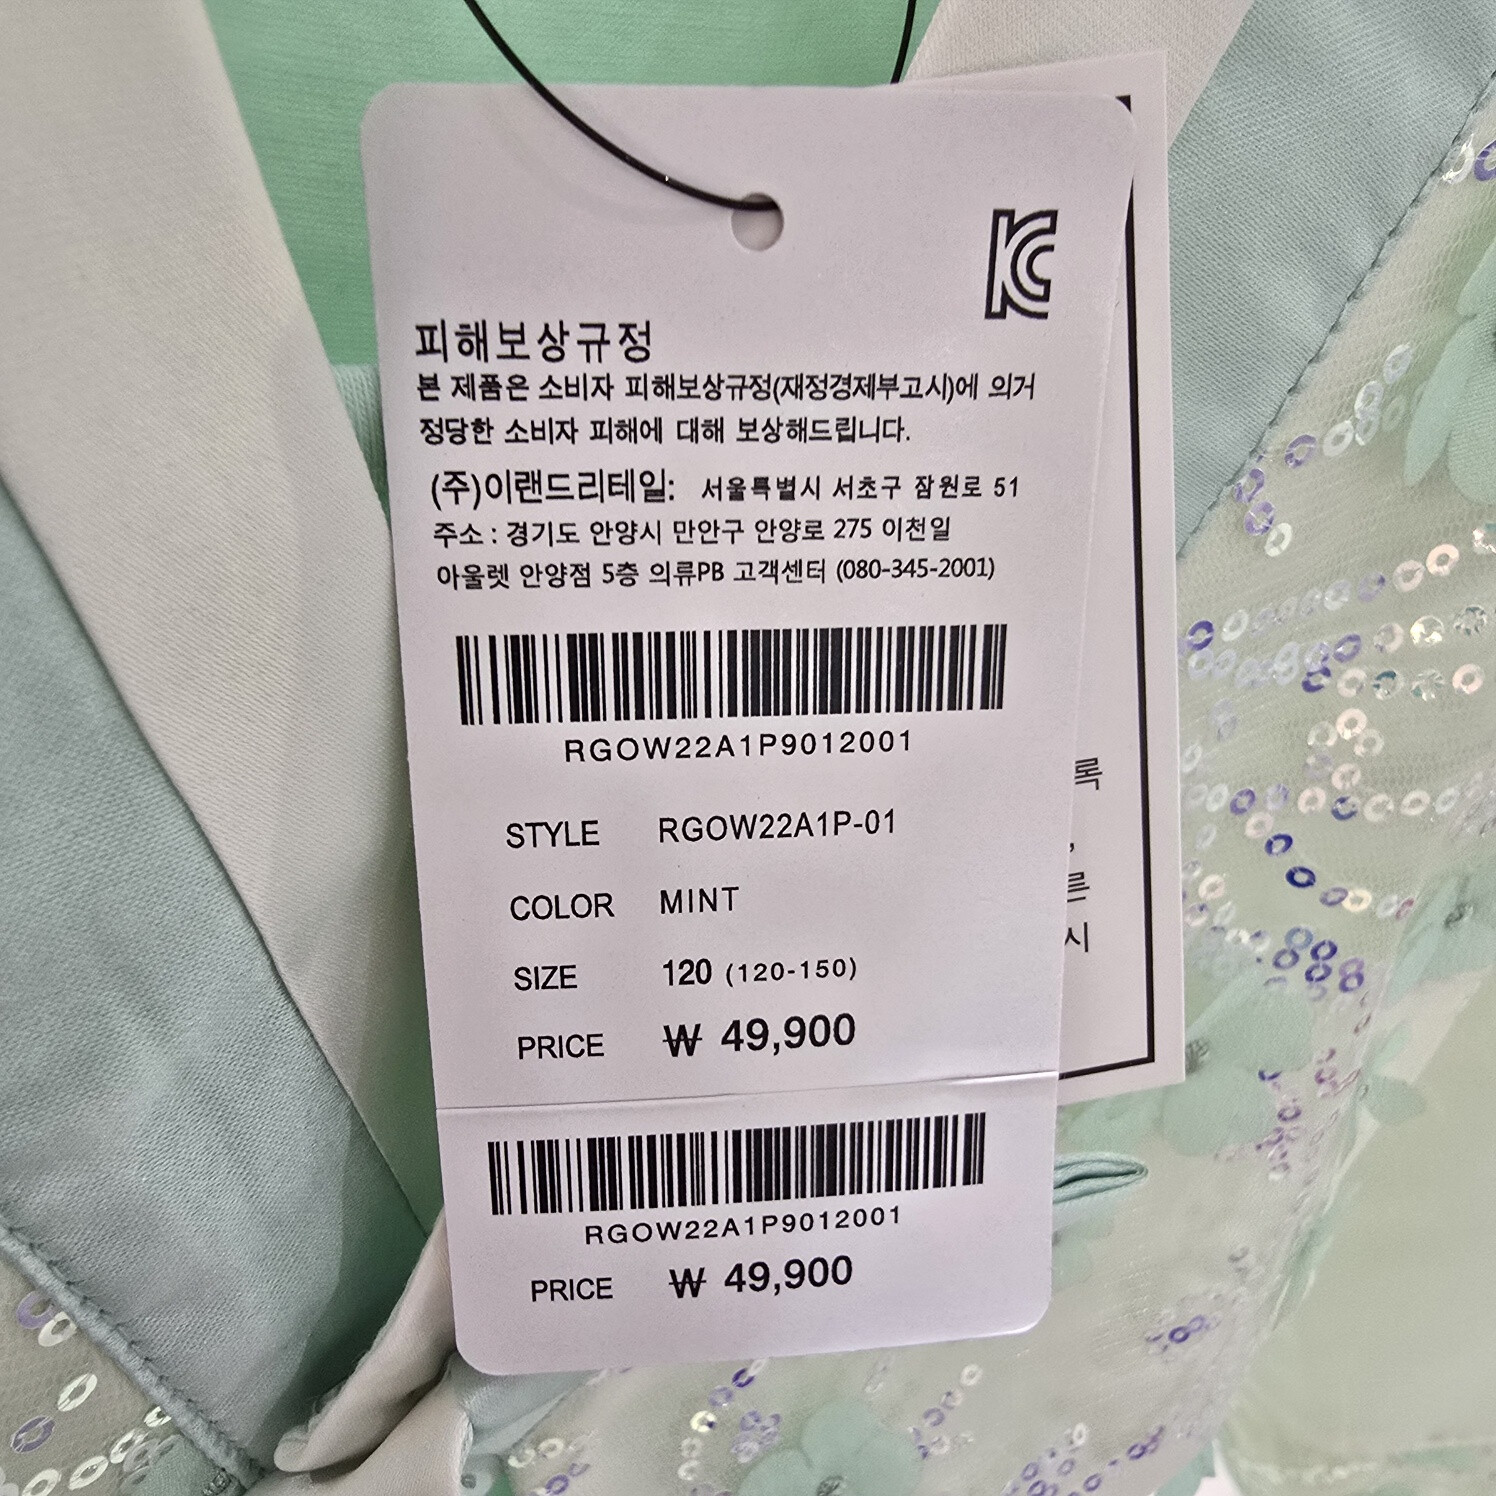 KC
피해보상규정
본 제품은 소비자 피해보상규정(재정경제부고시)에 의거
정당한 소비자 피해에 대해 보상해드립니다.
(주)이랜드리테일: 서울특별시 서초구 잠원로 51
주소 : 경기도 안양시 만안구 안양로 275 이천일
아울렛 안양점 5층 의류PB 고객센터 (080-345-2001)
RGOW22A1P9012001
STYLE RGOW22A1P-01
COLOR MINT
SIZE 120 (120-150)
PRICE ₩ 49,900
RGOW22A1P9012001
PRICE ₩ 49,900
록
,
르
시